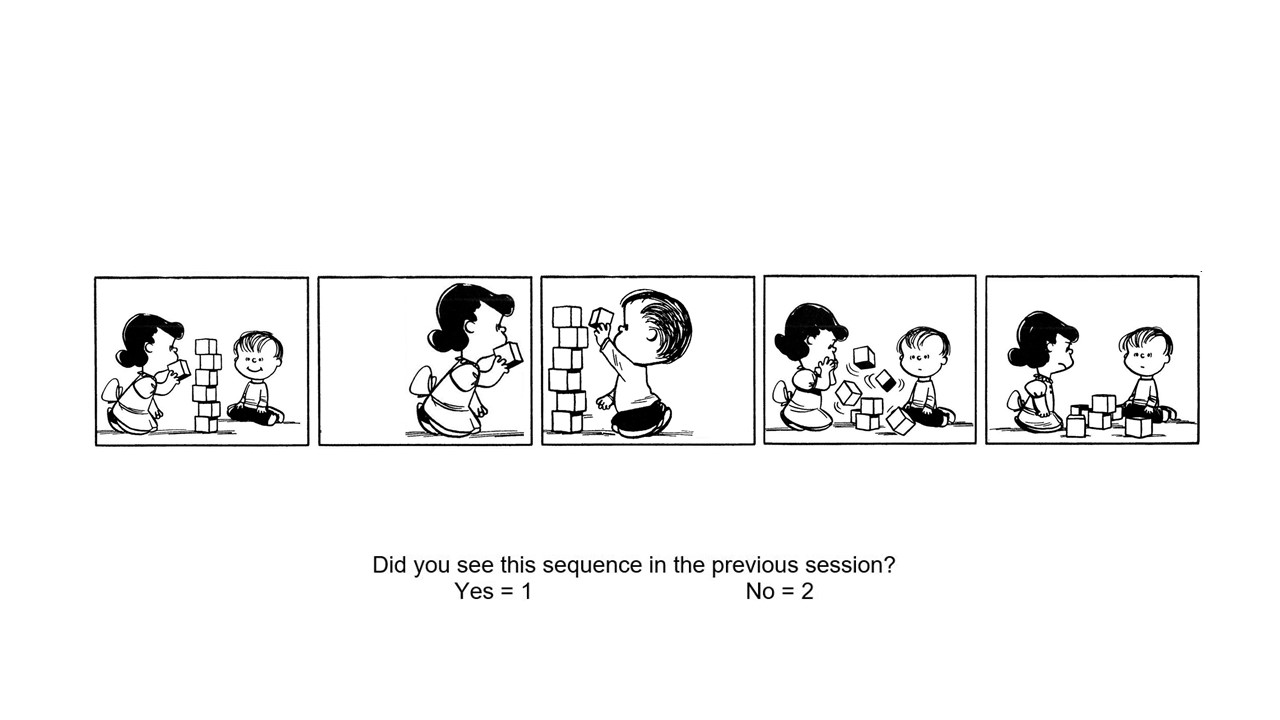 Did you see this sequence in the previous session?
Yes = 1 No = 2